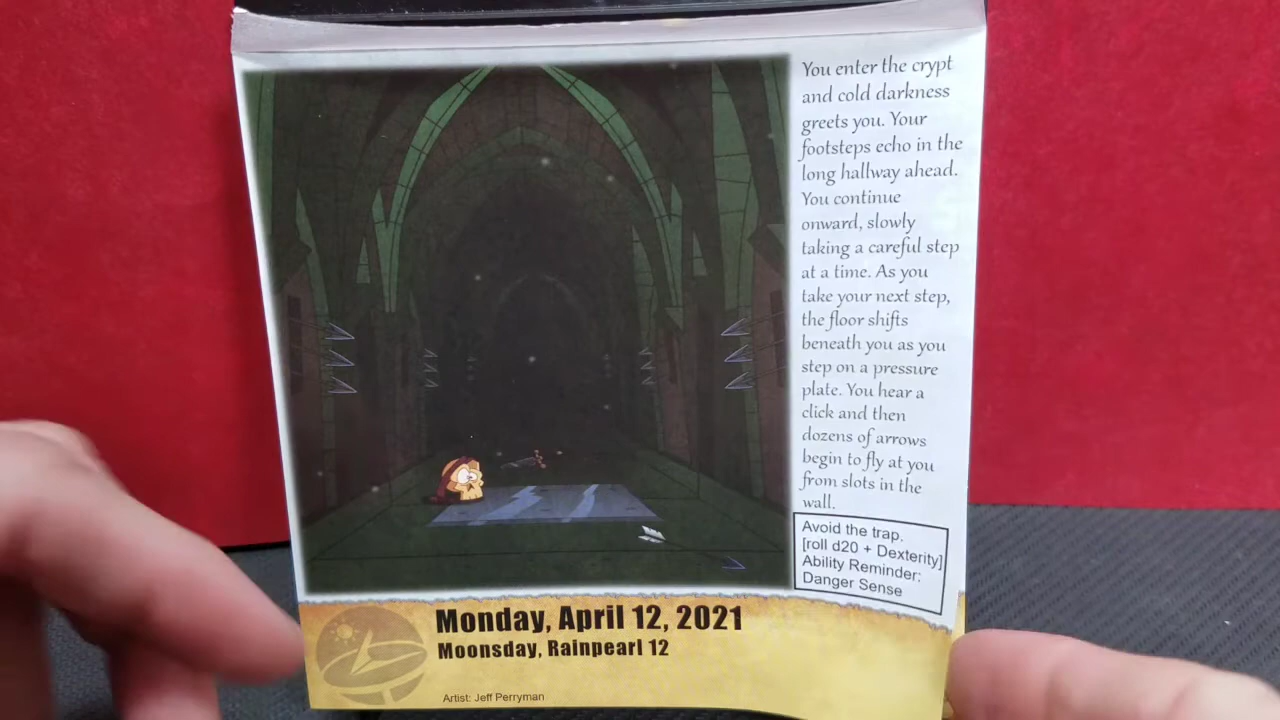 You enter the crypt
and cold darkness
greets you. Your
footsteps echo in the
long hallway ahead.
You continue
onward, slowly
taking a careful step
at a time. As you
take your next step,
the floor shifts
beneath you as you
step on a pressure
plate. You hear a
click and then
dozens of arrows
begin to fly at you
from slots in the
wall.
Avoid the trap.
[roll d20 + Dexterity]
Ability Reminder:
Danger Sense
Monday, April 12, 2021
Moonsday, Rainpearl 12
Artist: Jeff Perryman